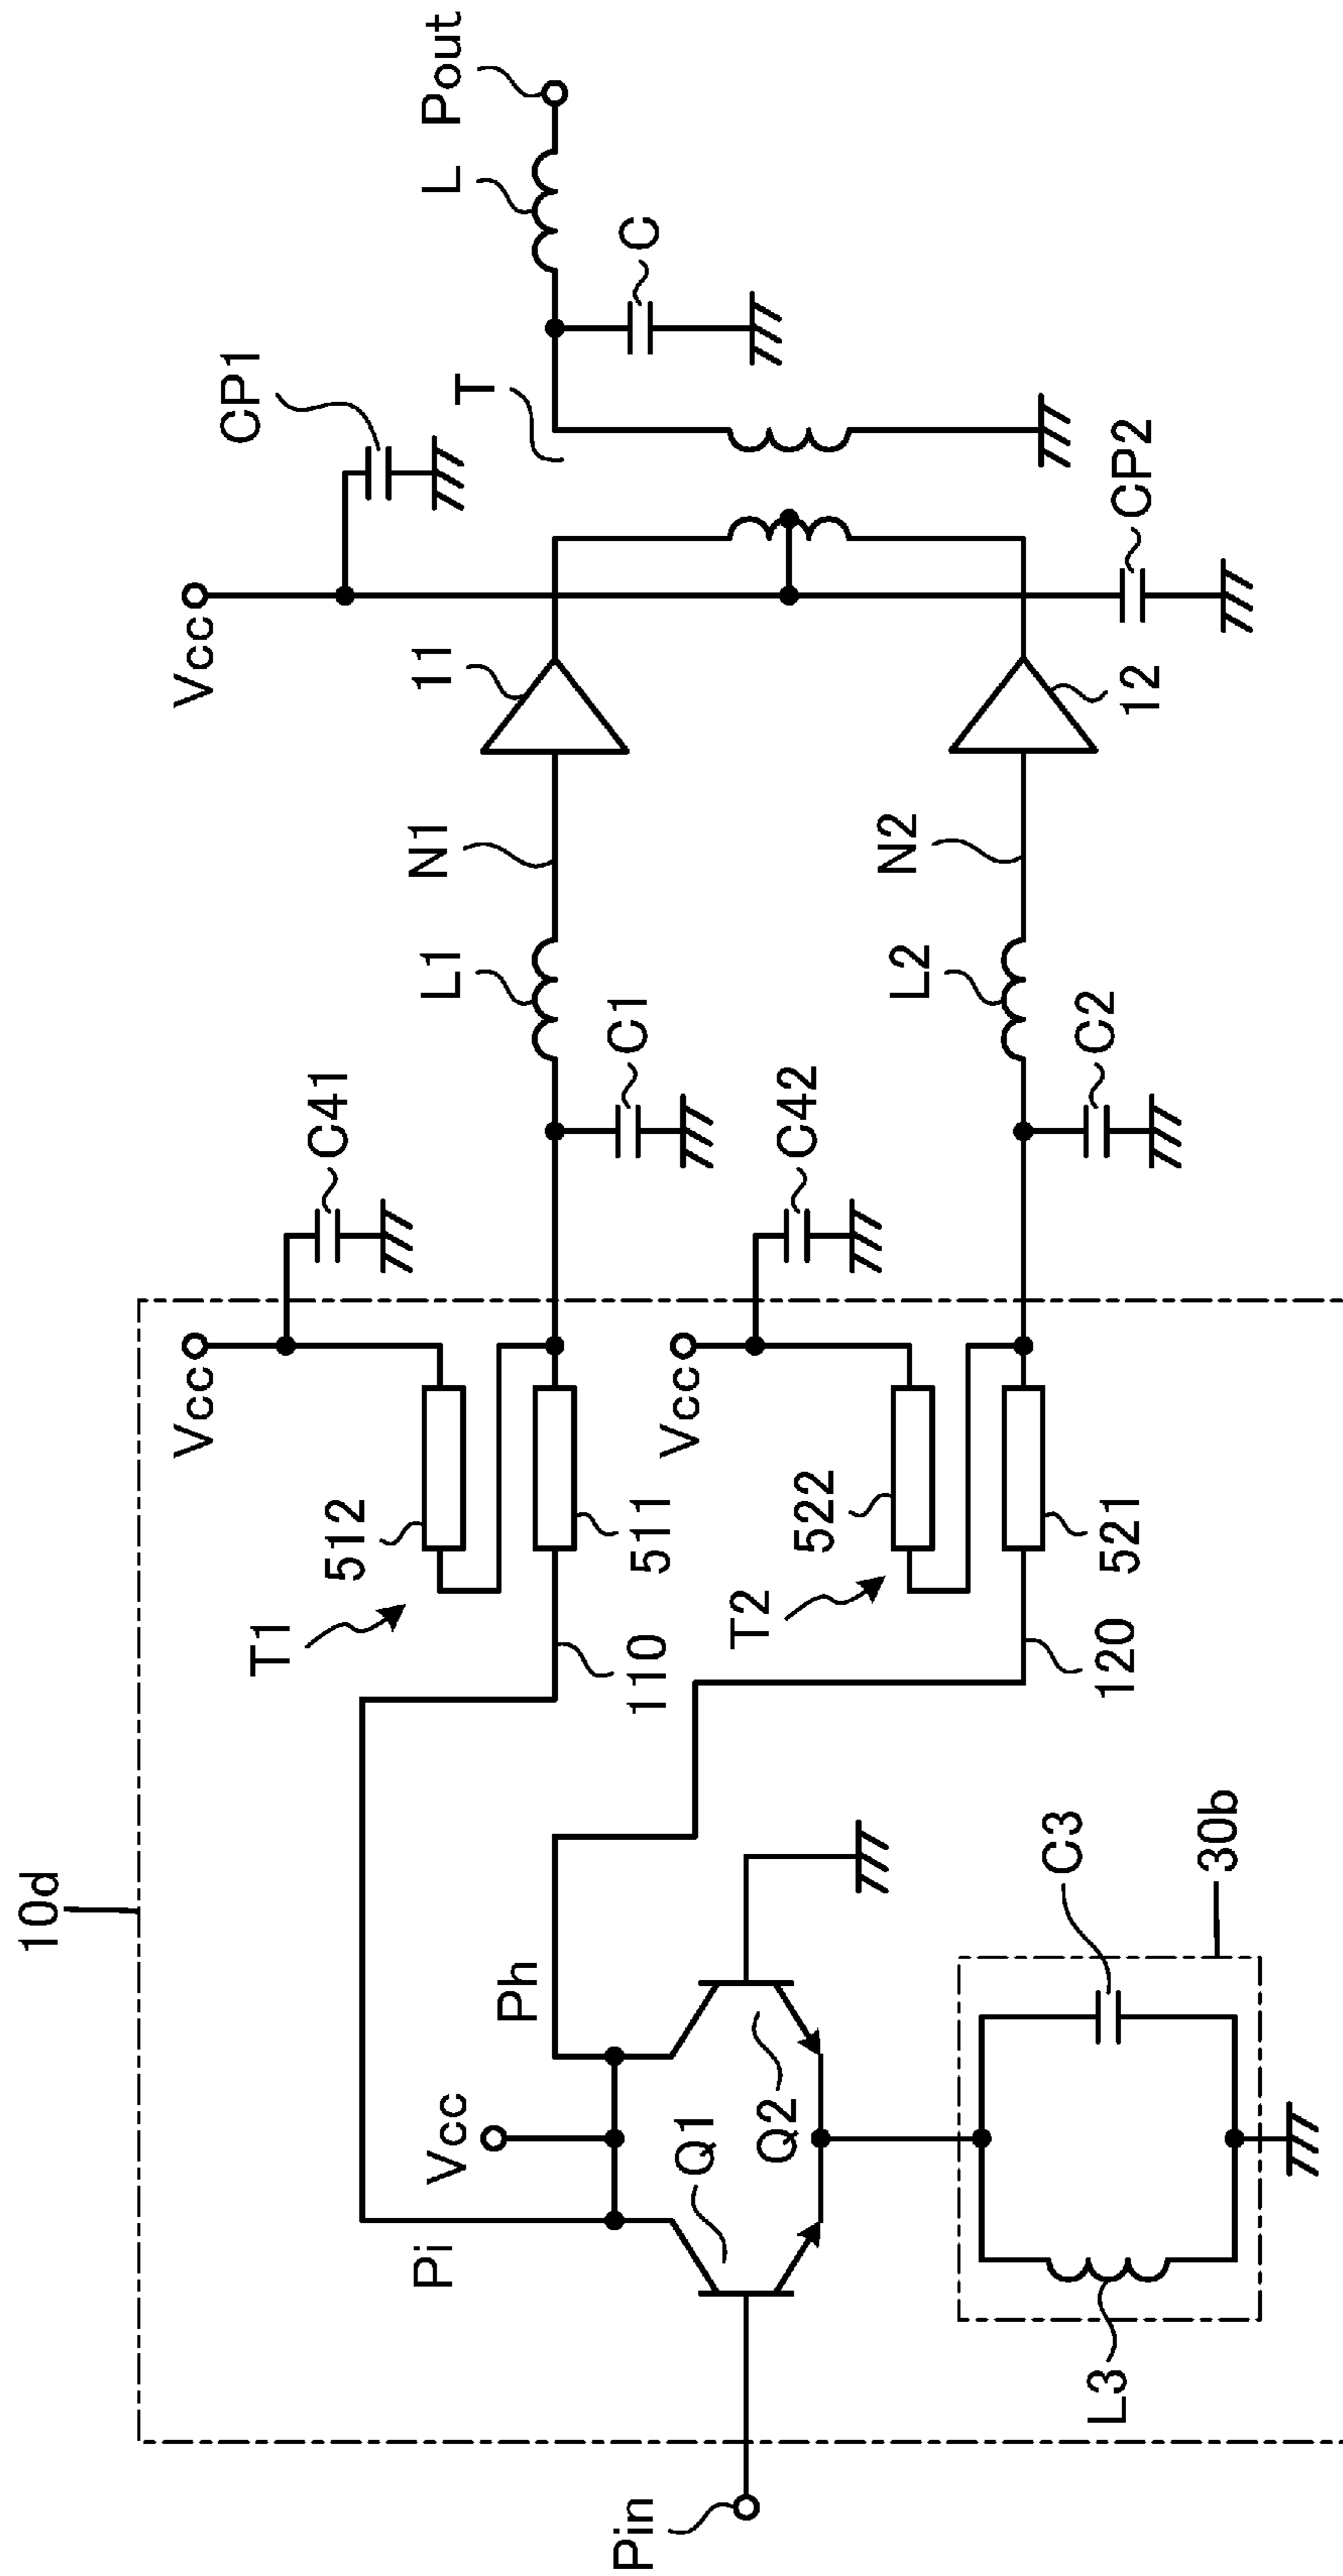 10d
Pin
Pi
Vcc
Ph
Q1
Q2
L3
C3
30b
T1
512
511
110
Vcc
C41
T2
522
521
120
Vcc
C42
L1
C1
N1
L2
C2
N2
11
12
Vcc
CP1
CP2
T
C
L
Pout